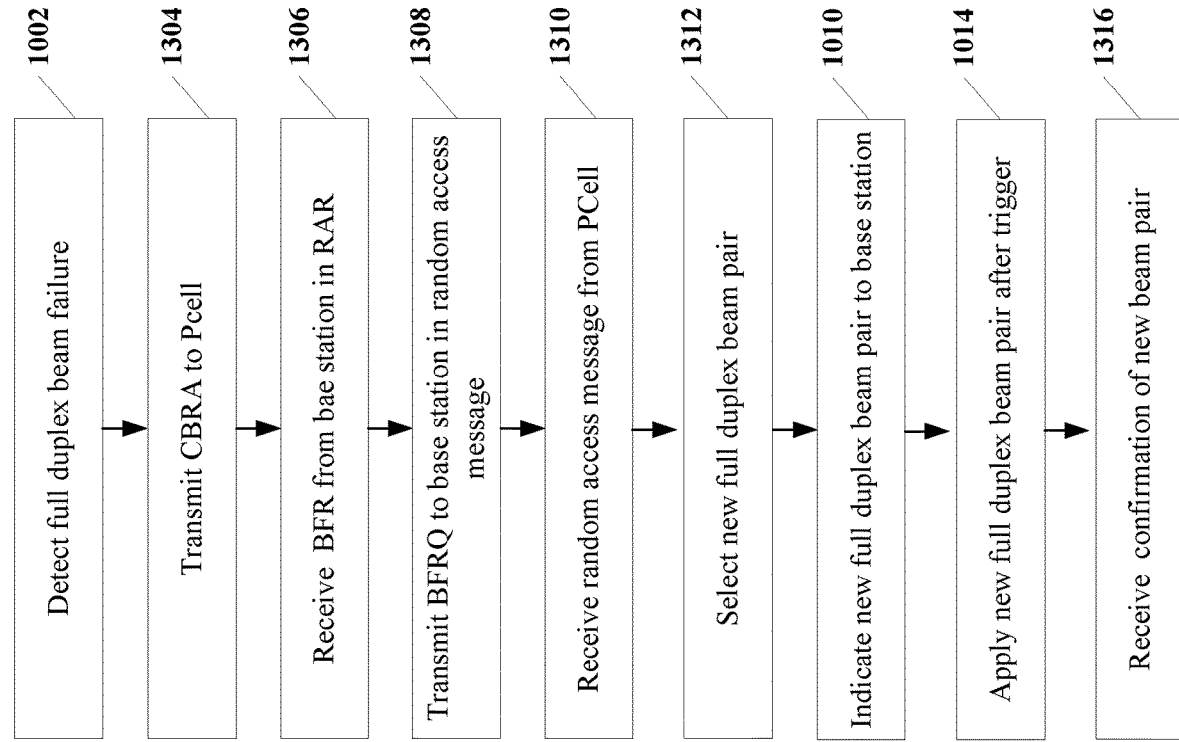 Detect full duplex beam failure
1002
Transmit CBRA to Pcell
1304
Receive BFR from bae station in RAR
1306
Transmit BFRQ to base station in random access
message
1308
Receive random access message from PCell
1310
Select new full duplex beam pair
1312
Indicate new full duplex beam pair to base station
1010
Apply new full duplex beam pair after trigger
1014
Receive confirmation of new beam pair
1316